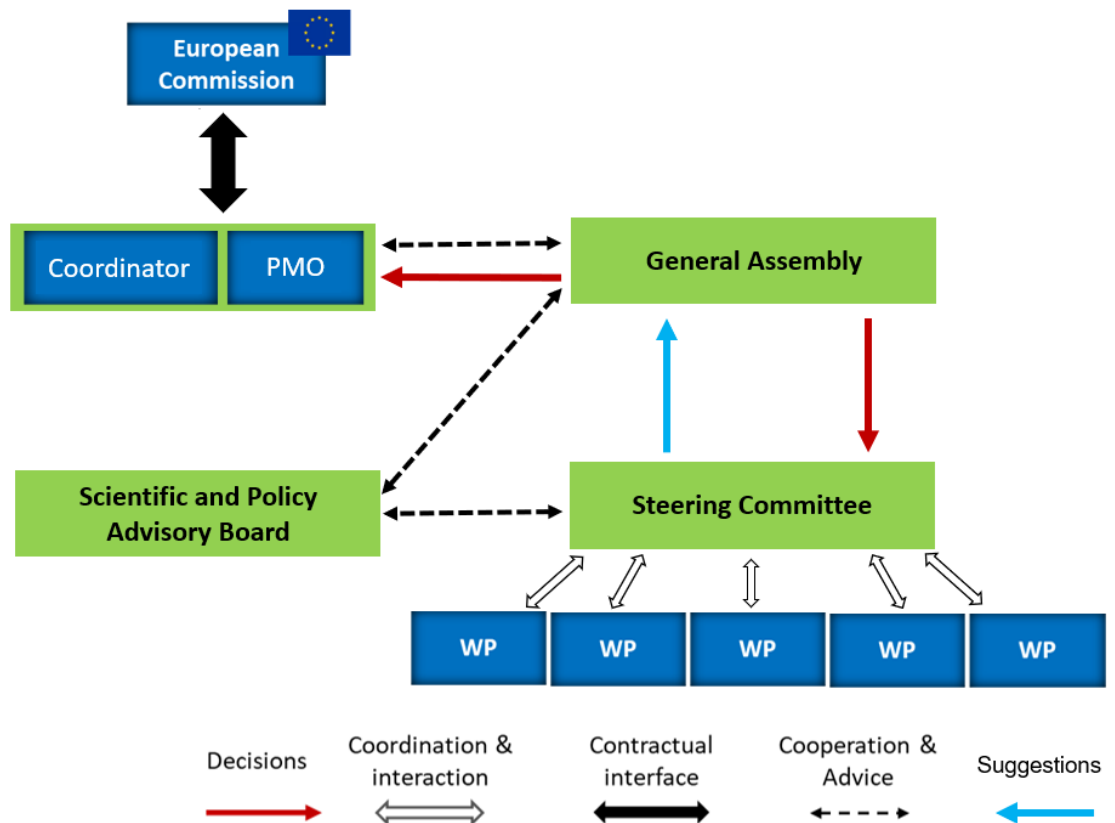 European
Commission
Coordinator
PMO
General Assembly
Scientific and Policy
Advisory Board
Steering Committee
WP
WP
WP
WP
WP
Decisions
Coordination &
interaction
Contractual
interface
Cooperation &
Advice
Suggestions